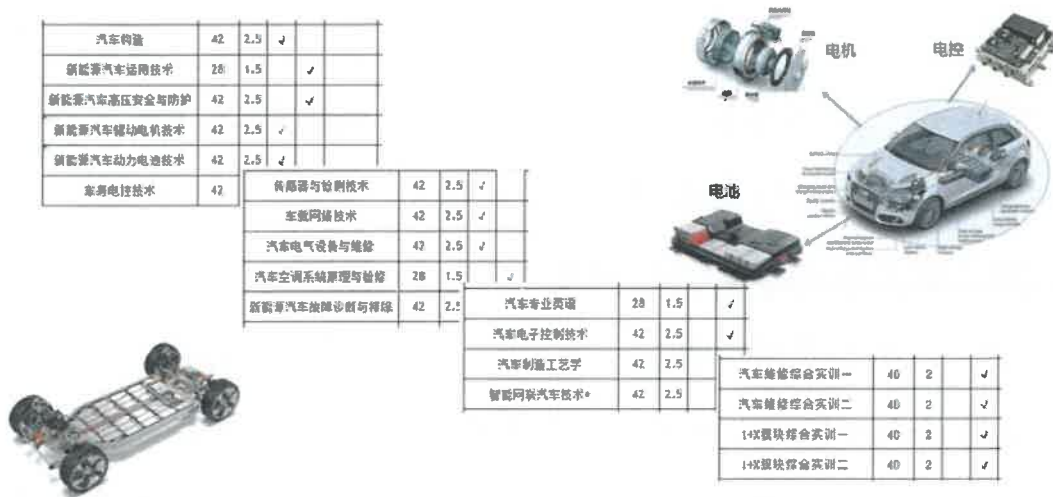 汽车构造 42 2.5 ✓
新能源汽车运用技术 28 1.5 ✓
新能源汽车高压安全与防护 42 2.5 ✓
新能源汽车驱动电机技术 42 2.5 ✓
新能源汽车动力电池技术 42 2.5 ✓
车身电控技术 42
传感器与检测技术 42 2.5 ✓
车载网络技术 42 2.5 ✓
汽车电气设备与维修 42 2.5 ✓
汽车空调系统原理与检修 28 1.5 ✓
新能源汽车故障诊断与排除 42 2.5
汽车专业英语 28 1.5 ✓
汽车电子控制技术 42 2.5 ✓
汽车制造工艺学 42 2.5
智能网联汽车技术* 42 2.5
汽车维修综合实训一 40 2 ✓
汽车维修综合实训二 40 2 ✓
1+X模块综合实训一 40 2 ✓
1+X模块综合实训二 40 2 ✓
电机
电控
电池